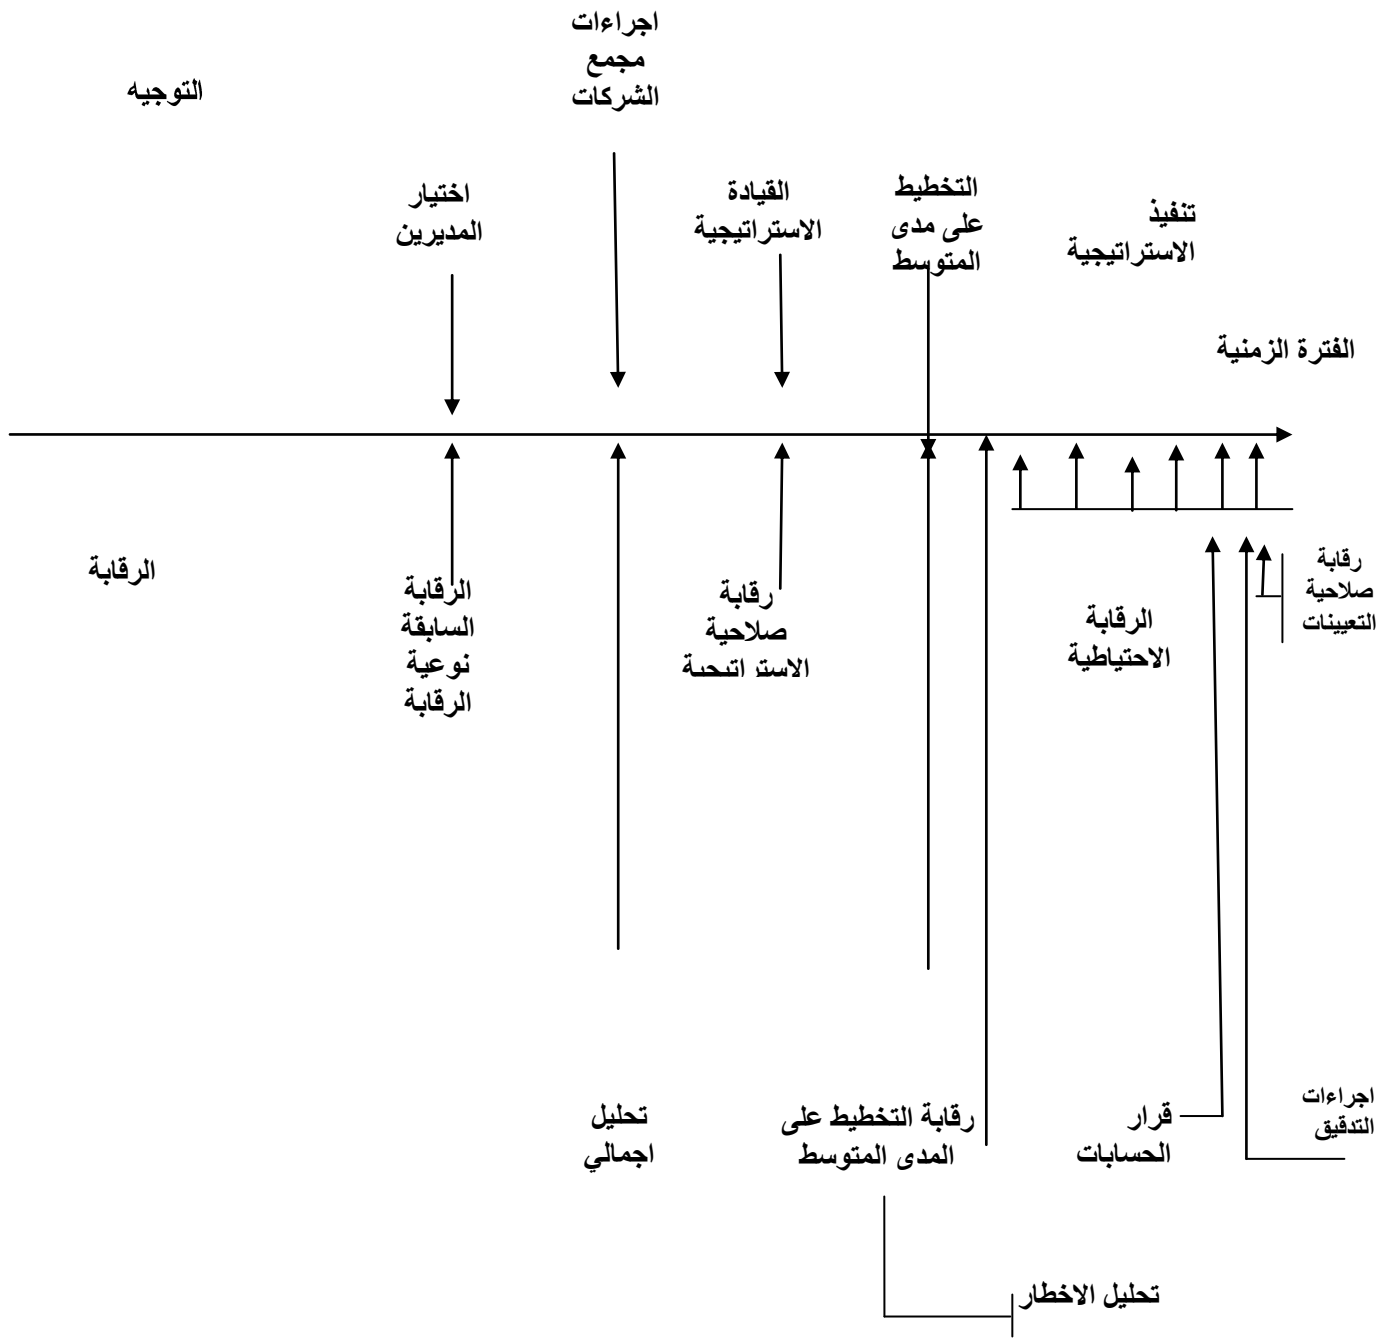 اجراءات
مجمع
الشركات
التوجيه
اختيار
المديرين
القيادة
الاستراتيجية
التخطيط
على مدى
المتوسط
تنفيذ
الاستراتيجية
الفترة الزمنية
الرقابة
الرقابة
السابقة
نوعية
الرقابة
رقابة
صلاحية
الاستراتيجية
الرقابة
الاحتياطية
رقابة
صلاحية
التعيينات
تحليل
اجمالي
رقابة التخطيط على
المدى المتوسط
قرار
الحسابات
اجراءات
التدقيق
تحليل الاخطار